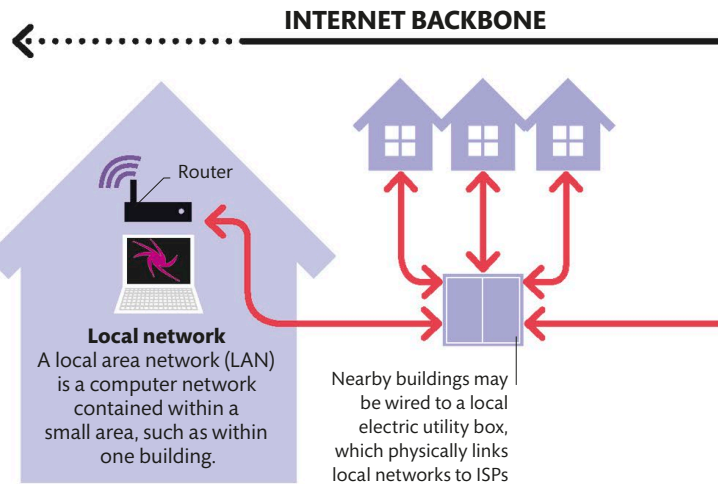 INTERNET BACKBONE
Router
Local network
A local area network (LAN)
is a computer network
contained within a
small area, such as within
one building.
Nearby buildings may
be wired to a local
electric utility box,
which physically links
local networks to ISPs